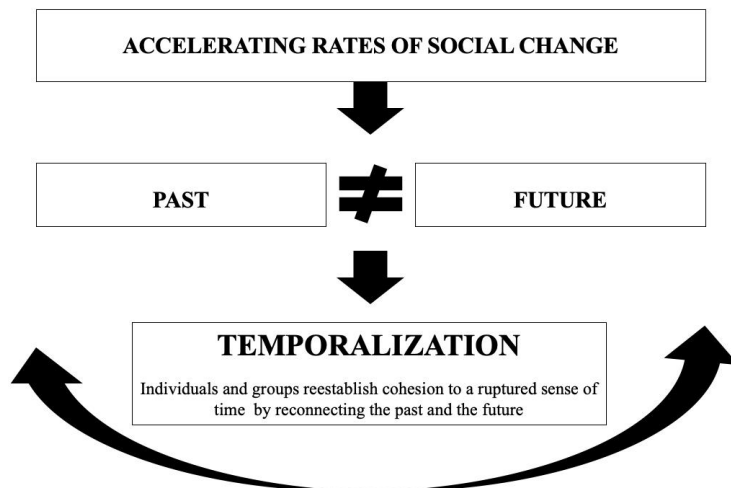 ACCELERATING RATES OF SOCIAL CHANGE
PAST ≠ FUTURE
TEMPORALIZATION
Individuals and groups reestablish cohesion to a ruptured sense of
time by reconnecting the past and the future